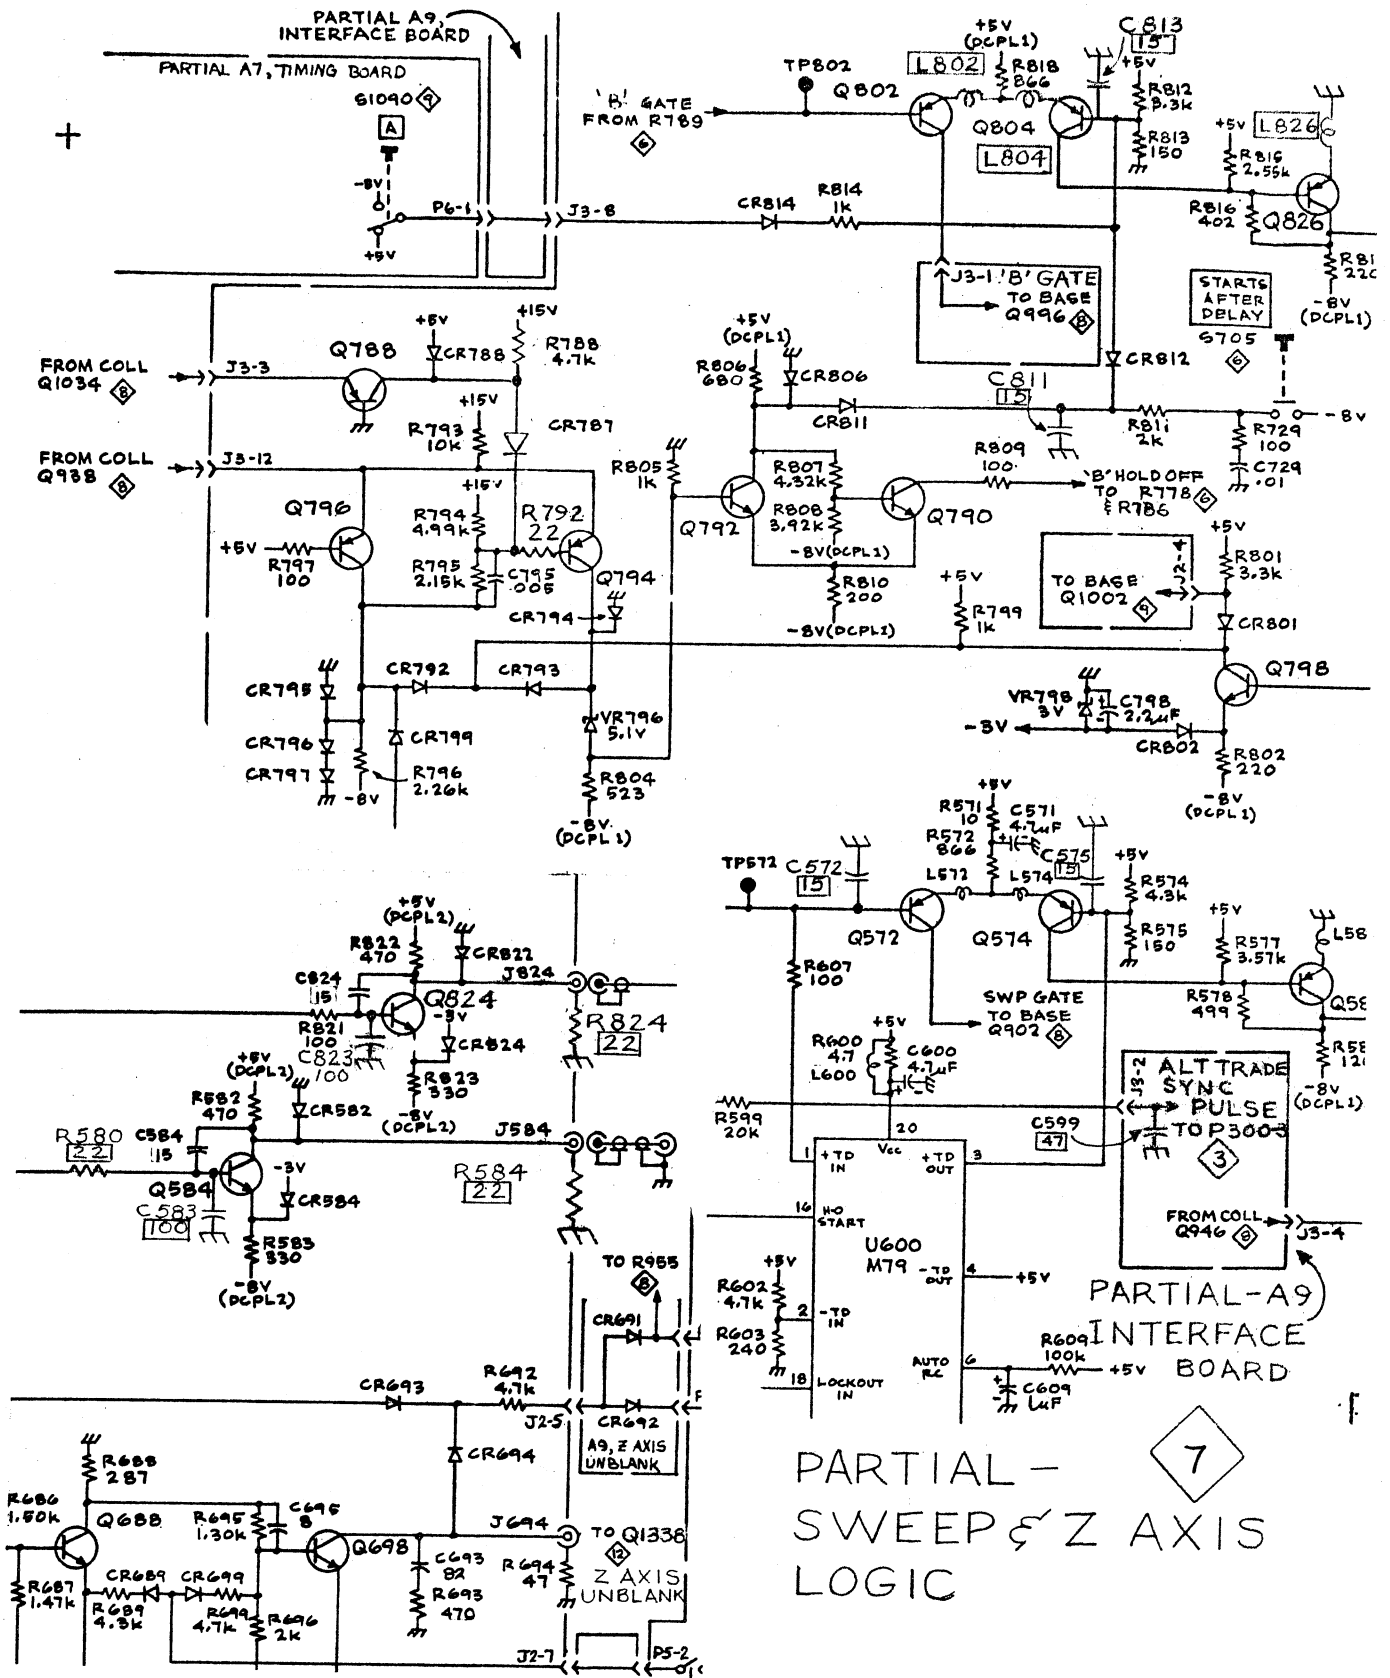 PARTIAL A9,
INTERFACE BOARD
PARTIAL A7, TIMING BOARD
S1090 9
A
-8V
+5V
P6-1
J3-8
'B' GATE
FROM R789
6
TP802
Q802
L802
+5V
(DCPL1)
R818
866
C813
15
+5V
R812
3.3k
R813
150
Q804
L804
+5V
R815
2.55k
L826
R816
402
Q826
R81
220
-8V
(DCPL1)
CR814
R814
1k
J3-1 'B' GATE
TO BASE
Q996 8
STARTS
AFTER
DELAY
S705
6
-8V
FROM COLL
Q1034 8
J3-3
Q788
+5V
CR788
+15V
R788
4.7K
+15V
R793
10K
CR787
FROM COLL
Q938 8
J3-12
+15V
Q796
R794
4.99k
R792
22
+5V
R797
100
R795
2.15k
C795
.005
Q794
CR794
+5V
(DCPL1)
R806
680
CR806
CR811
C811
15
CR812
R811
2k
R729
100
C729
.01
R805
1K
R807
4.32k
R809
100
'B' HOLD OFF
TO R778 6
& R786
Q792
R808
3.92k
Q790
-8V(DCPL1)
R810
200
-8V(DCPL1)
+5V
R799
1k
TO BASE
Q1002
9
J2-4
+5V
R801
3.3k
CR801
CR792
CR793
CR795
CR796
CR797
CR799
VR796
5.1V
R796
2.26k
-8V
R804
523
-8V
(DCPL1)
Q798
VR798
3V
C798
2.2µF
-3V
CR802
R802
220
-8V
(DCPL1)
+5V
R571
10
C571
4.7µF
R572
866
TP572
C572
15
L572
L574
C575
15
+5V
R574
4.3k
R575
150
Q572
Q574
+5V
R577
3.57k
L58
R578
499
Q58
R58
12
-8V
(DCPL1)
R607
100
SWP GATE
TO BASE
Q902 8
+5V
R600
4.7
L600
C600
4.7µF
R599
20k
J3-2
ALT TRADE
SYNC
PULSE
TO P3003
3
C599
47
FROM COLL
Q946 8
J3-4
PARTIAL-A9
INTERFACE
BOARD
+5V
(DCPL2)
R822
470
CR822
J824
C824
15
Q824
-3V
R821
100
C823
100
CR824
R823
330
-8V
(DCPL2)
R824
22
+5V
(DCPL2)
R582
470
CR582
J584
R580
22
C584
15
-3V
Q584
CR584
C583
100
R583
330
-8V
(DCPL2)
R584
22
20
VCC
1
+TD
IN
+TD
OUT
3
16
H-O
START
U600
M79
-TD
OUT
4
+5V
+5V
R602
4.7k
2
-TD
IN
R603
240
AUTO
RC
6
R609
100k
+5V
C609
1µF
18
LOCKOUT
IN
TO R955
8
CR691
CR693
R692
4.7k
J2-5
CR692
CR694
A9, Z AXIS
UNBLANK
R688
287
R686
1.50k
Q688
R695
1.30k
C695
8
J694
TO Q1338
12
Z AXIS
UNBLANK
Q698
C693
82
R694
47
R687
1.47k
CR689
CR699
R689
4.3k
R699
4.7k
R696
2k
R693
470
J2-7
P5-2
PARTIAL-
SWEEP & Z AXIS
LOGIC
7